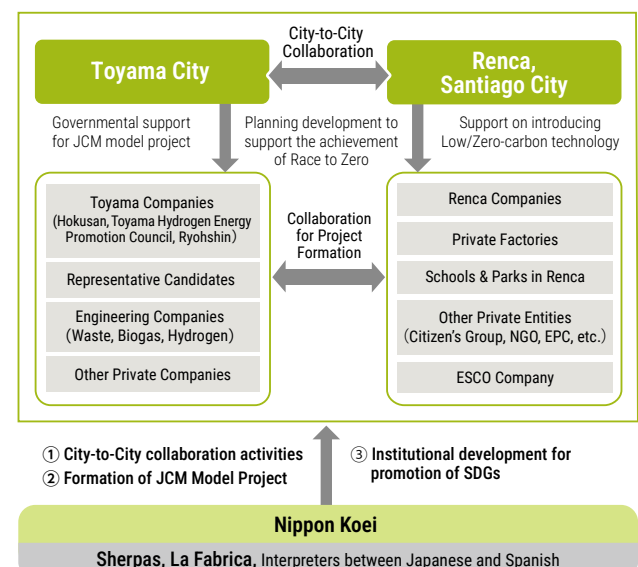 City-to-City
Collaboration
Toyama City
Renca,
Santiago City
Governmental support
for JCM model project
Planning development to
support the achievement
of Race to Zero
Support on introducing
Low/Zero-carbon technology
Toyama Companies
(Hokusan, Toyama Hydrogen Energy
Promotion Council, Ryohshin)
Representative Candidates
Engineering Companies
(Waste, Biogas, Hydrogen)
Other Private Companies
Collaboration
for Project
Formation
Renca Companies
Private Factories
Schools & Parks in Renca
Other Private Entities
(Citizen's Group, NGO, EPC, etc.)
ESCO Company
① City-to-City collaboration activities
② Formation of JCM Model Project
③ Institutional development for
promotion of SDGs
Nippon Koei
Sherpas, La Fabrica, Interpreters between Japanese and Spanish